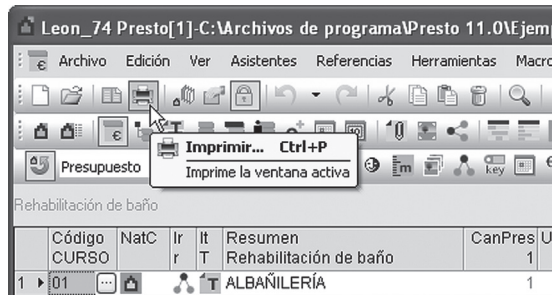 Leon_74 Presto[1]-C:\Archivos de programa\Presto 11.0\Ejem
Archivo Edición Ver Asistentes Referencias Herramientas Macro
Imprimir... Ctrl+P
Presupuesto Imprime la ventana activa key
Rehabilitación de baño
Código NatC Ir It Resumen CanPres U
CURSO r T Rehabilitación de baño 1
1 01 ... T ALBAÑILERÍA 1